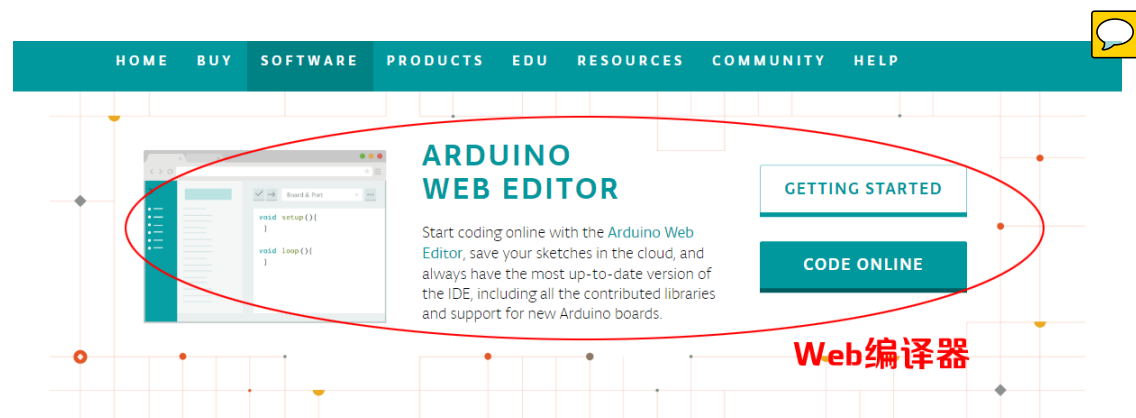 HOME BUY SOFTWARE PRODUCTS EDU RESOURCES COMMUNITY HELP
ARDUINO
WEB EDITOR
Board & Port
void setup(){
}
void loop(){
}
Start coding online with the Arduino Web
Editor, save your sketches in the cloud, and
always have the most up-to-date version of
the IDE, including all the contributed libraries
and support for new Arduino boards.
GETTING STARTED
CODE ONLINE
Web编译器